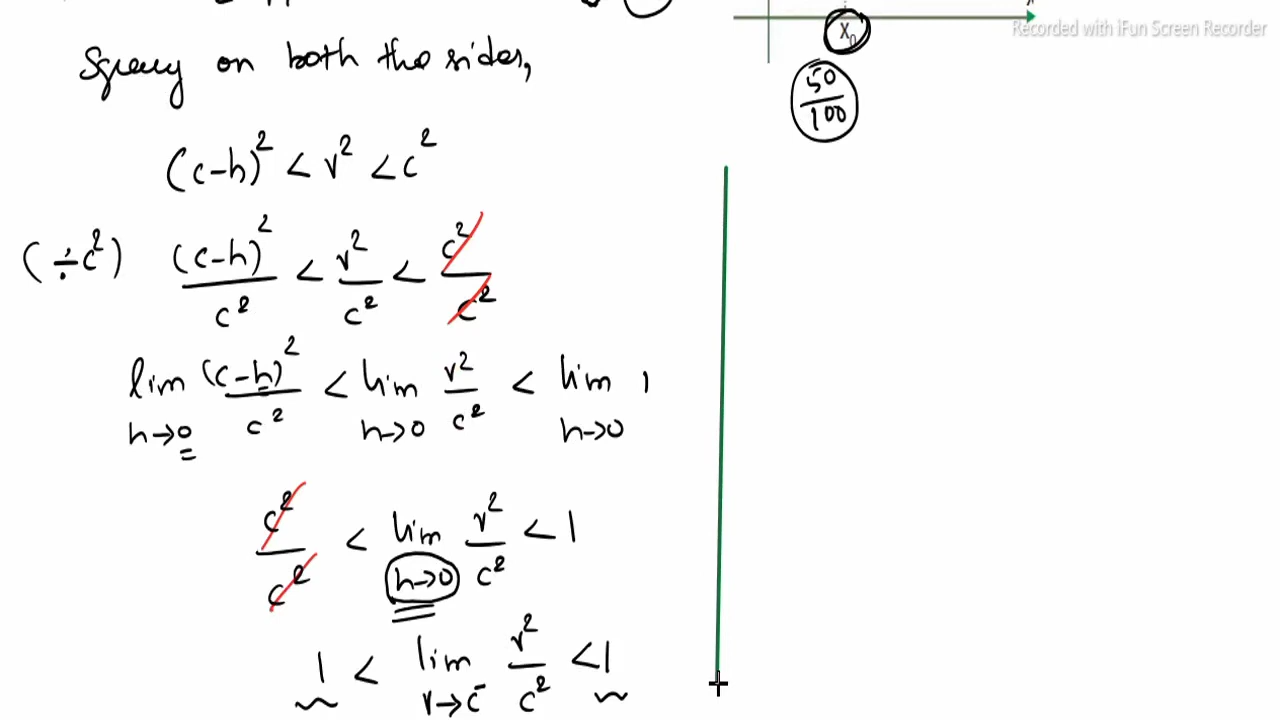 Squary on both the sides,
(c-h)² < v² < c²
(÷c²) (c-h)²/c² < v²/c² < c²/c²
lim h→0 (c-h)²/c² < lim h→0 v²/c² < lim h→0 1
c²/c² < lim h→0 v²/c² < 1
1 < lim v→c⁻ v²/c² < 1
Recorded with iFun Screen Recorder
x₀
50/100